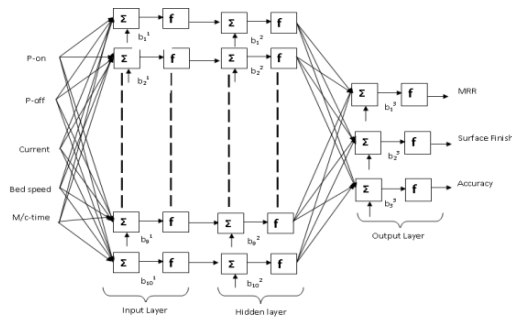 Σ f Σ f
b₁¹ b₁²
P-on Σ f Σ f
b₂¹ b₂²
P-off
Σ f MRR
b₁³
Current
Σ f Surface Finish
b₂³
Bed speed
Σ f Accuracy
b₃³
M/c-time Σ f Σ f
b₉¹ b₉²
Output Layer
Σ f Σ f
b₁₀¹ b₁₀²
Input Layer Hidden layer